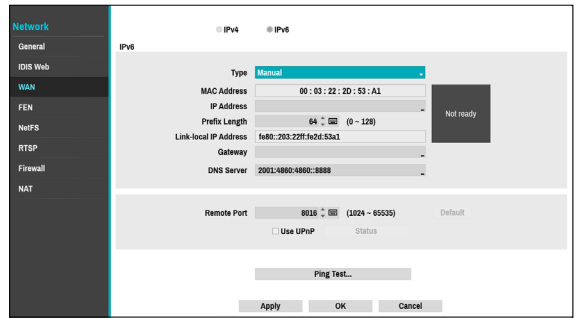 Network
General
IDIS Web
WAN
FEN
NetFS
RTSP
Firewall
NAT
IPv4 IPv6
IPv6
Type Manual
MAC Address 00 : 03 : 22 : 2D : 53 : A1
IP Address
Prefix Length 64 (0 ~ 128)
Not ready
Link-local IP Address fe80::203:22ff:fe2d:53a1
Gateway
DNS Server 2001:4860:4860::8888
Remote Port 8016 (1024 ~ 65535) Default
Use UPnP Status
Ping Test...
Apply OK Cancel